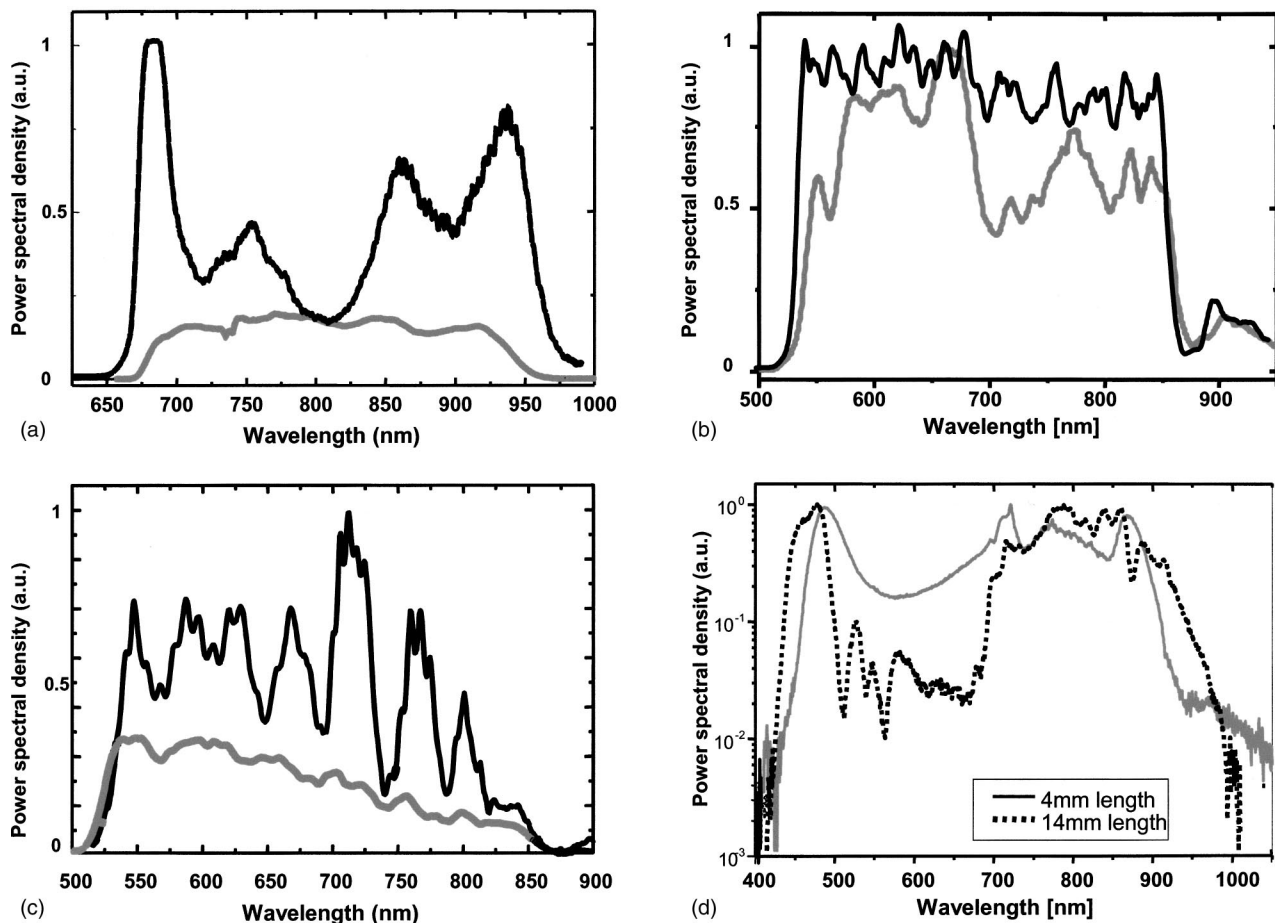 Power spectral density (a.u.)
1
0.5
0
650 700 750 800 850 900 950 1000
Wavelength (nm)
(a)
Power spectral density (a.u.)
1
0.5
0
500 600 700 800 900
Wavelength [nm]
(b)
Power spectral density (a.u.)
1
0.5
0
500 550 600 650 700 750 800 850 900
Wavelength (nm)
(c)
Power spectral density (a.u.)
10⁰
10⁻¹
10⁻²
10⁻³
4mm length
14mm length
400 500 600 700 800 900 1000
Wavelength [nm]
(d)